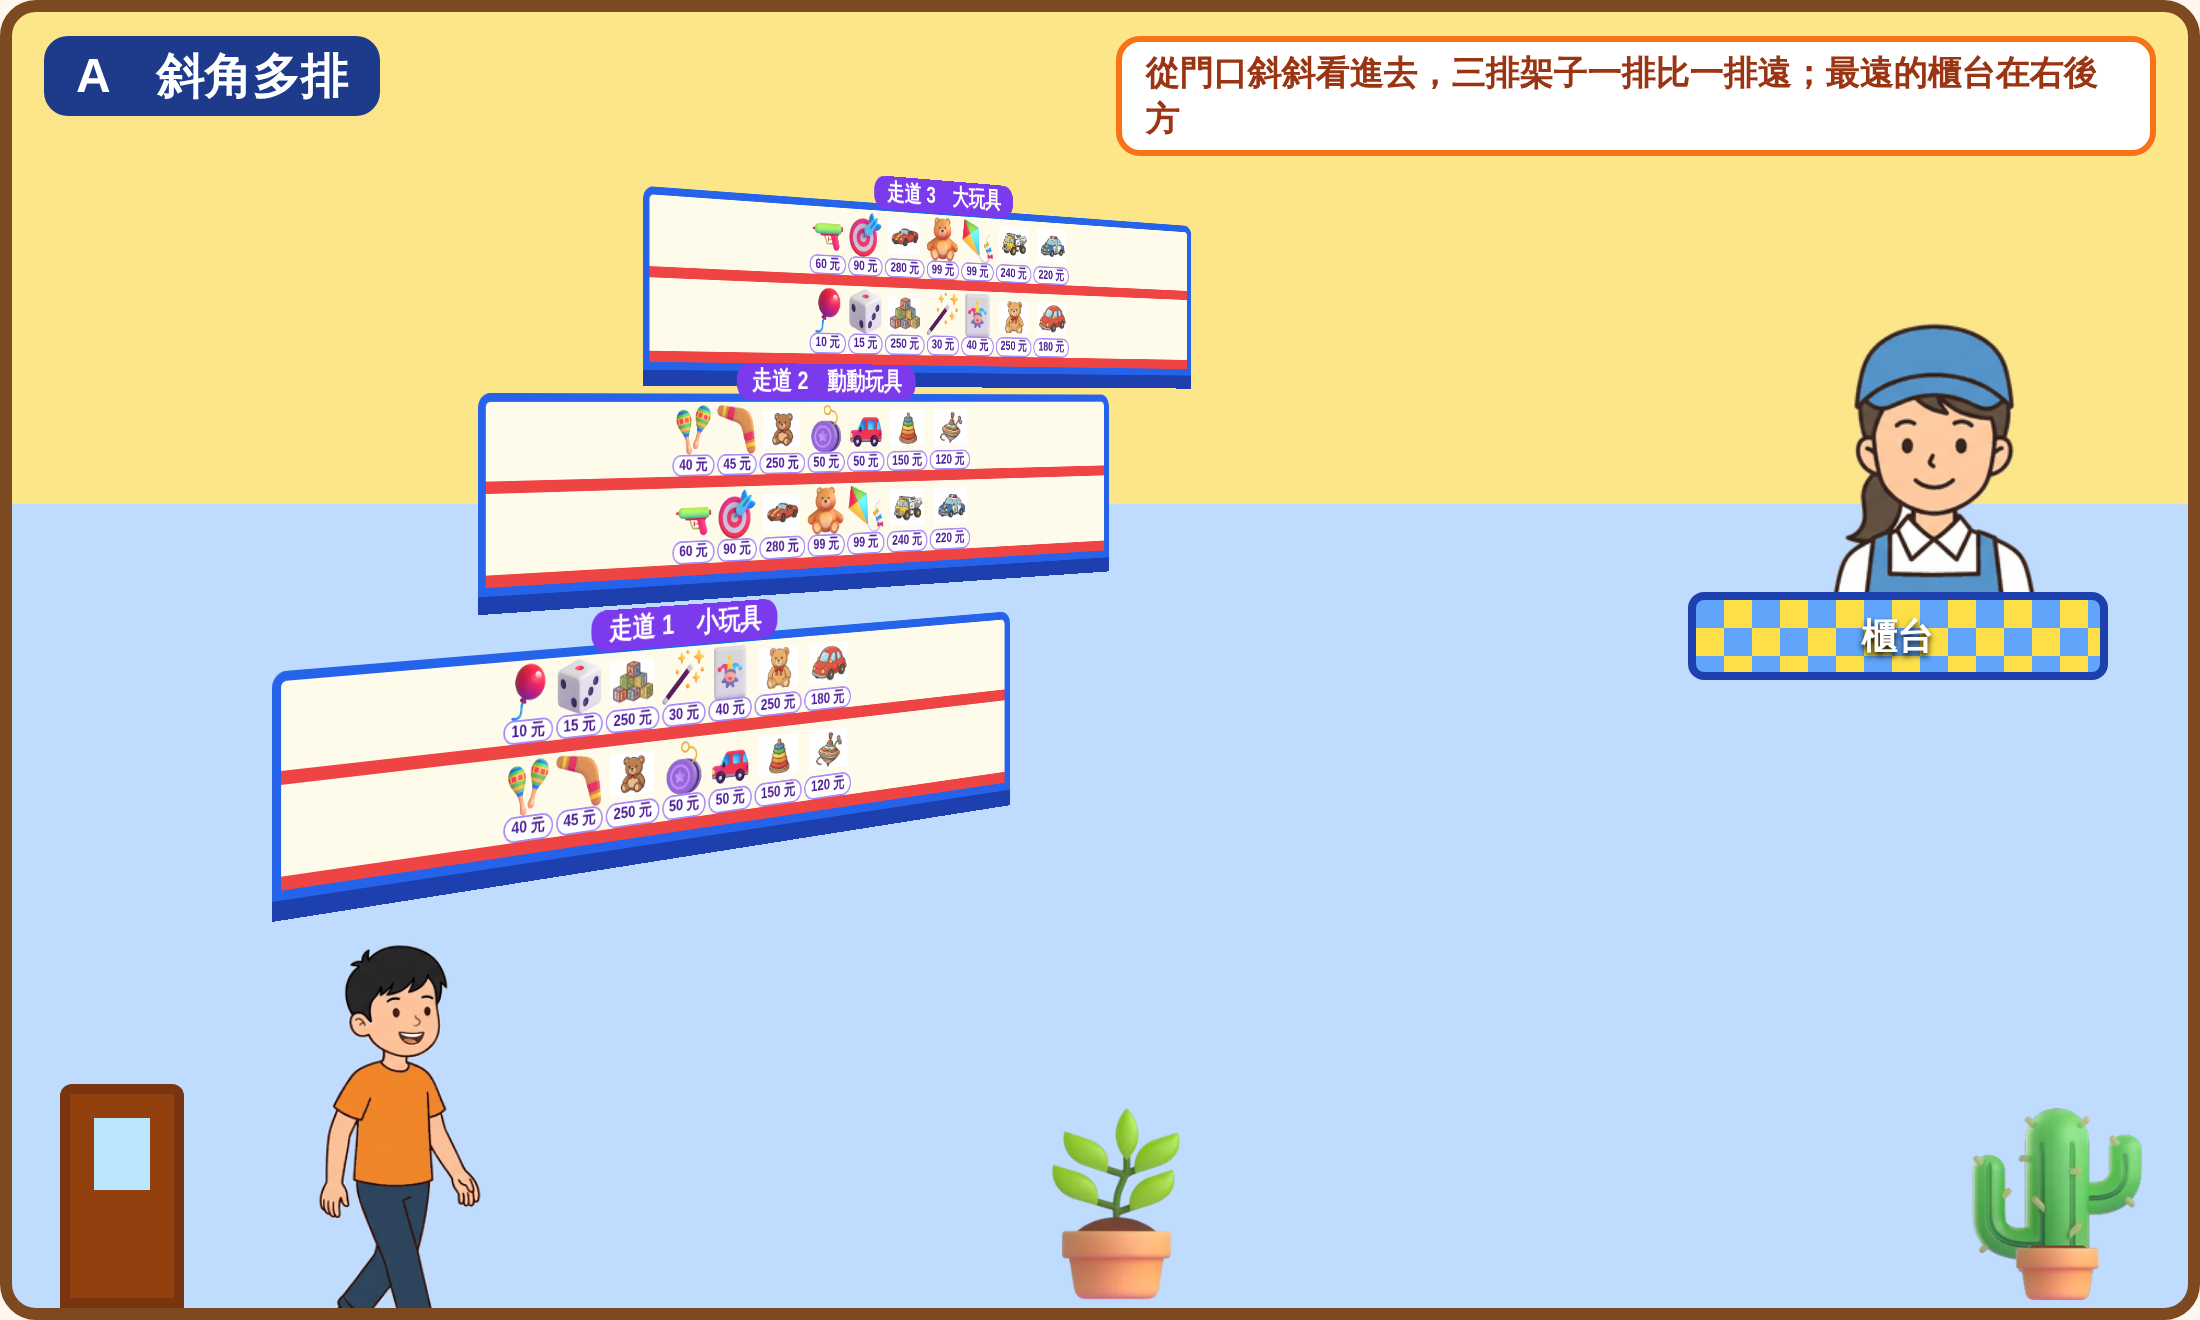 A 斜角多排
從門口斜斜看進去，三排架子一排比一排遠；最遠的櫃台在右後
方
走道 3 大玩具
60 元 90 元 280 元 99 元 99 元 240 元 220 元
10 元 15 元 250 元 30 元 40 元 250 元 180 元
走道 2 動動玩具
40 元 45 元 250 元 50 元 50 元 150 元 120 元
60 元 90 元 280 元 99 元 99 元 240 元 220 元
走道 1 小玩具
10 元 15 元 250 元 30 元 40 元 250 元 180 元
40 元 45 元 250 元 50 元 50 元 150 元 120 元
櫃台